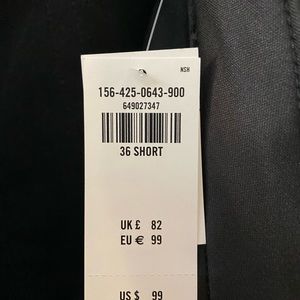 NSH
156-425-0643-900
649027347
36 SHORT
UK £ 82
EU € 99
US $ 99